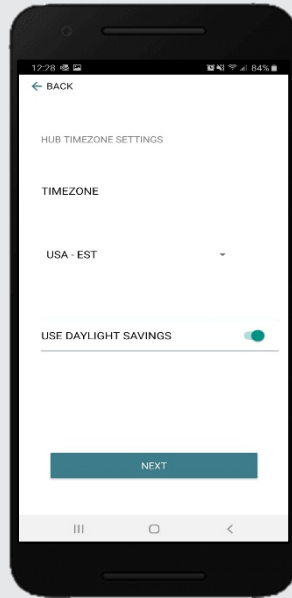 12:28 84%
← BACK
HUB TIMEZONE SETTINGS
TIMEZONE
USA - EST
USE DAYLIGHT SAVINGS
NEXT